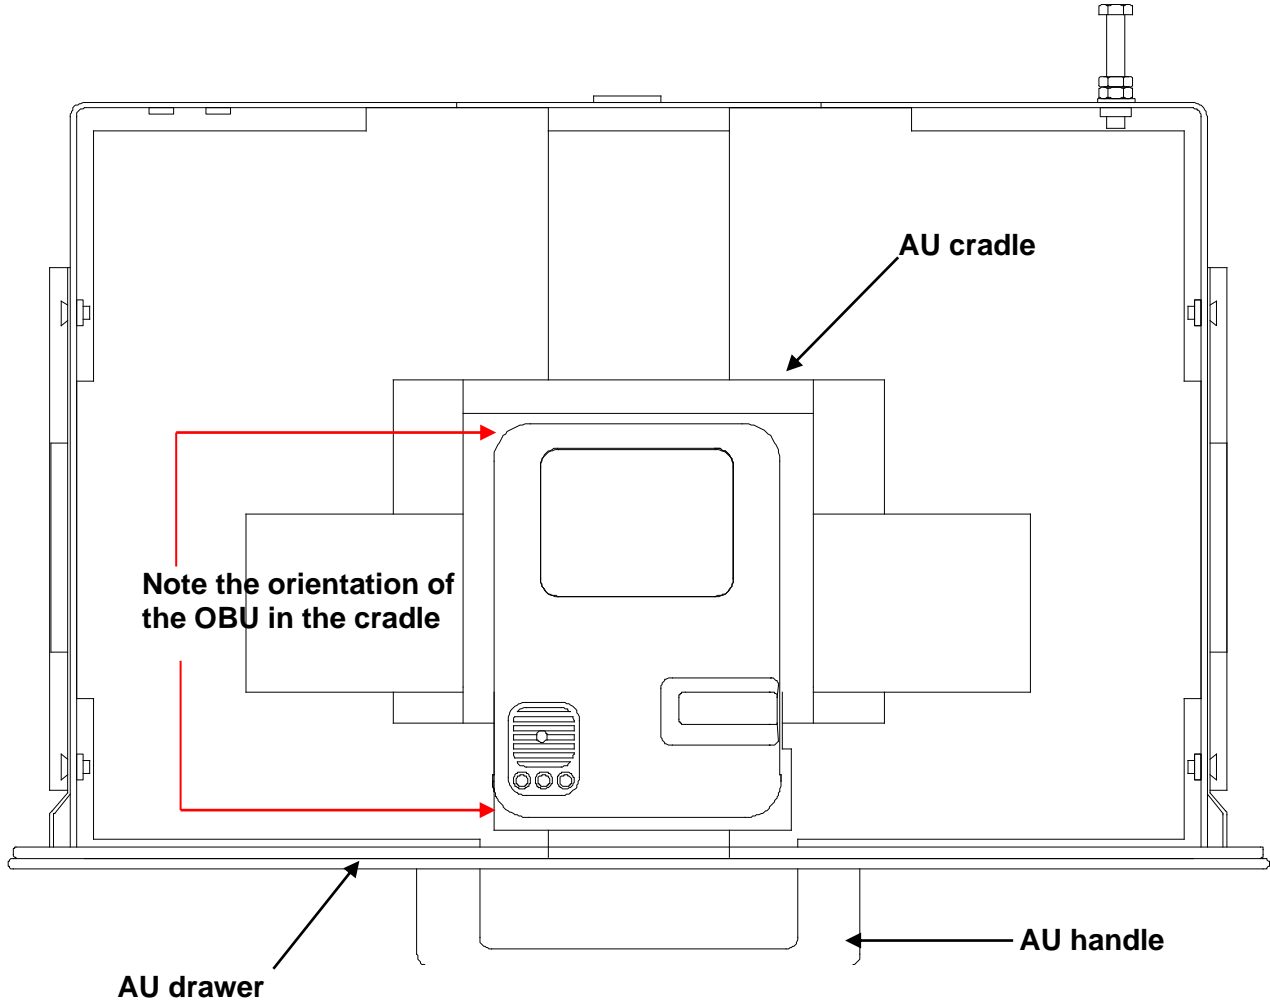 AU cradle
Note the orientation of
the OBU in the cradle
AU handle
AU drawer